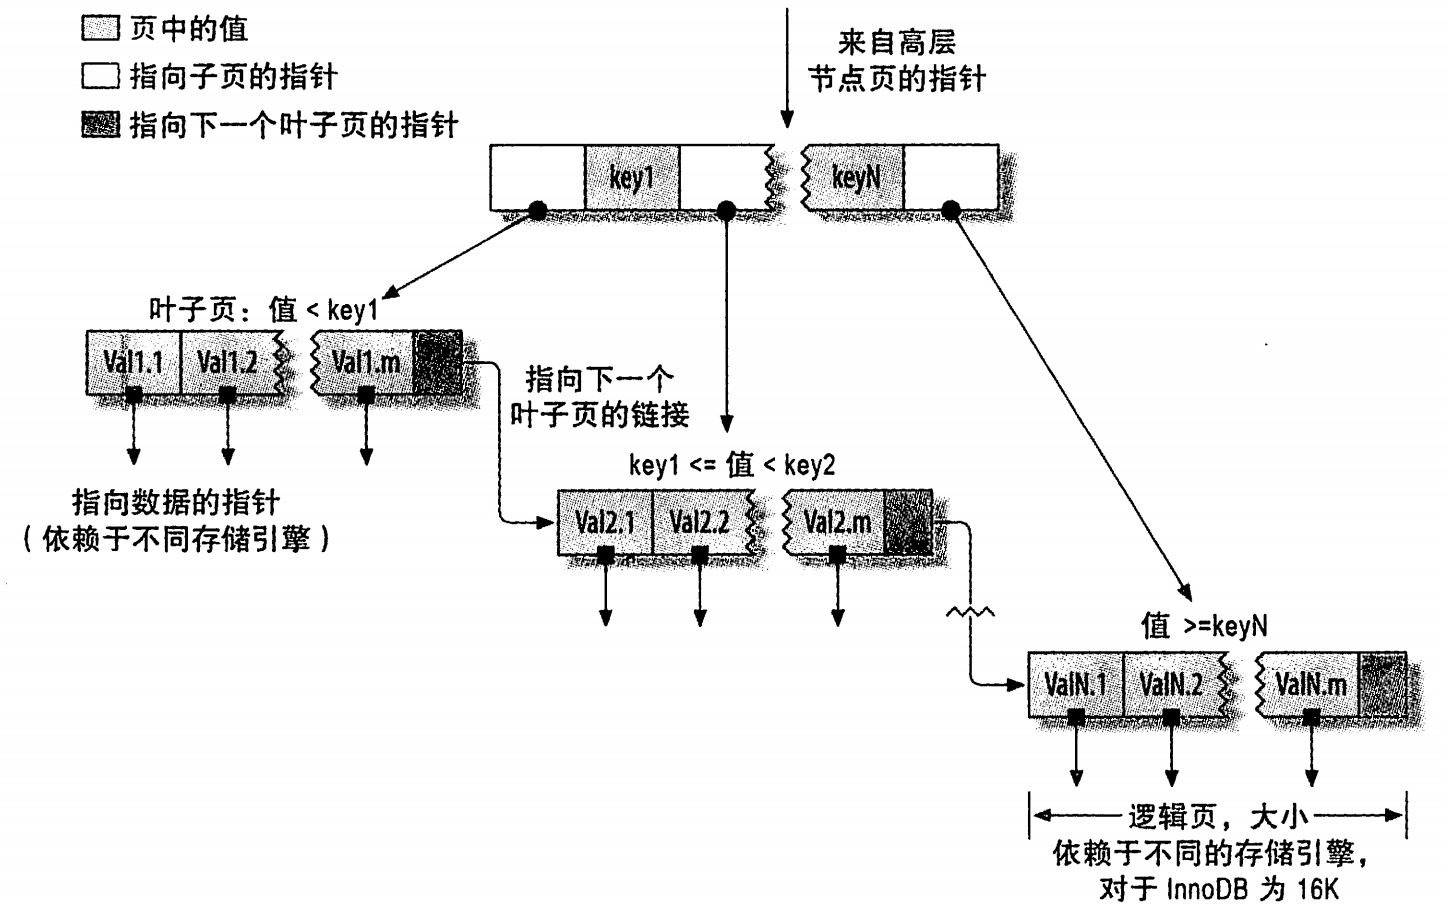 页中的值
指向子页的指针
指向下一个叶子页的指针
来自高层
节点页的指针
key1
keyN
叶子页：值 < key1
Val1.1
Val1.2
Val1.m
指向下一个
叶子页的链接
key1 <= 值 < key2
指向数据的指针
（依赖于不同存储引擎）
Val2.1
Val2.2
Val2.m
值 >=keyN
ValN.1
ValN.2
ValN.m
逻辑页，大小
依赖于不同的存储引擎，
对于 InnoDB 为 16K